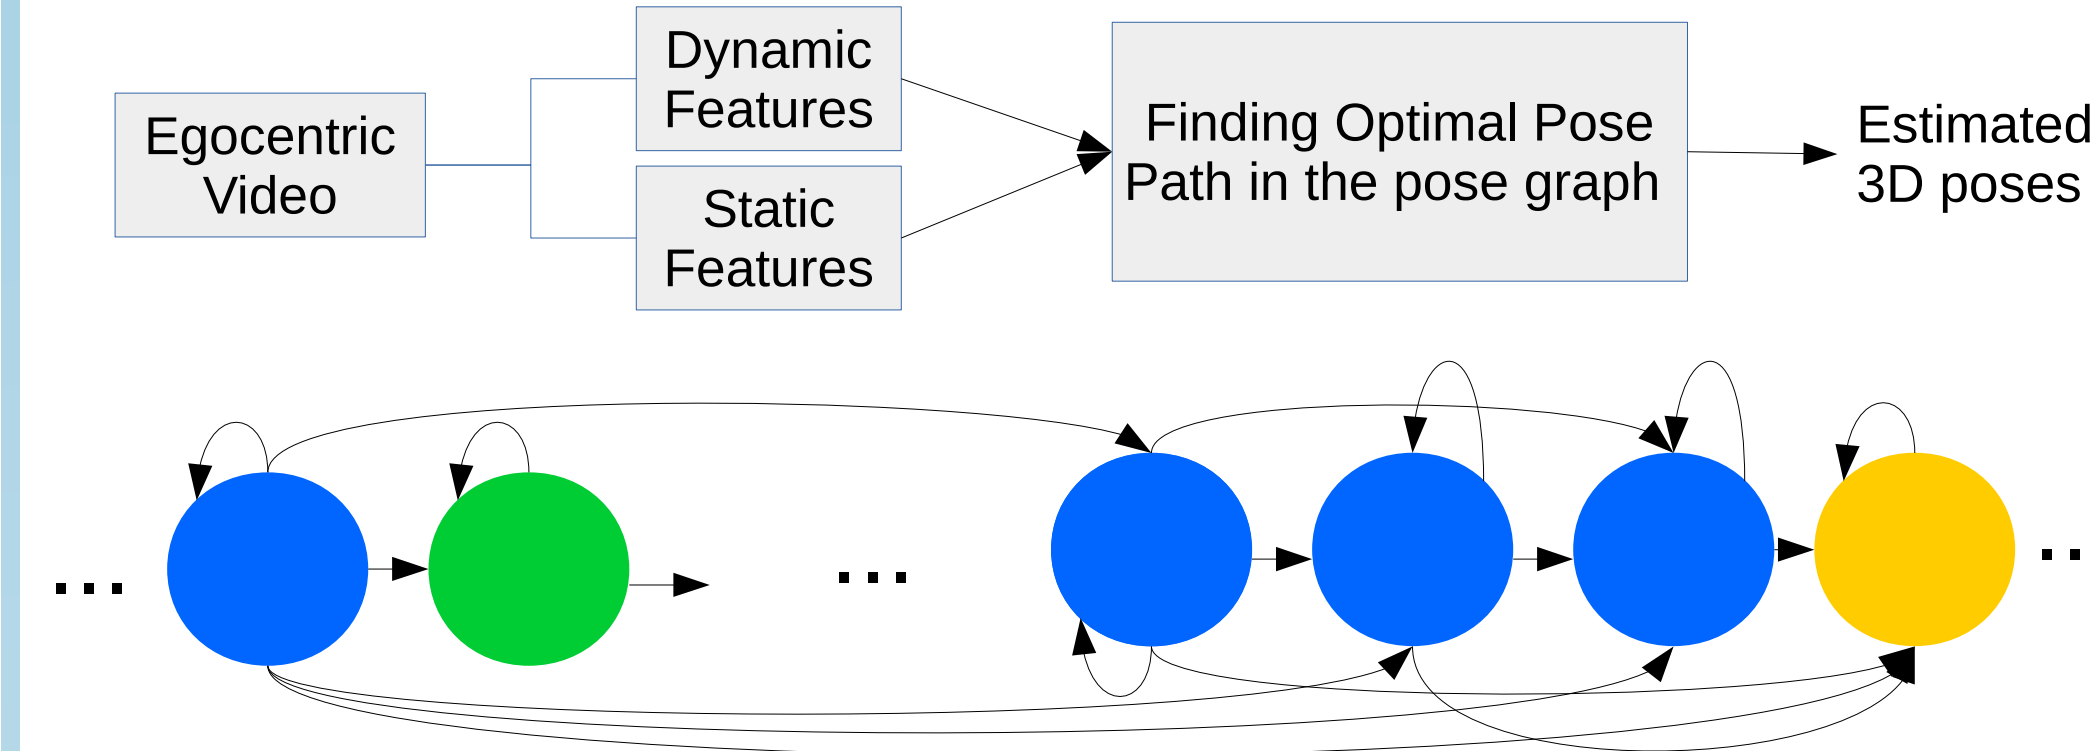 Egocentric
Video
Dynamic
Features
Static
Features
Finding Optimal Pose
Path in the pose graph
Estimated
3D poses
...
...
..